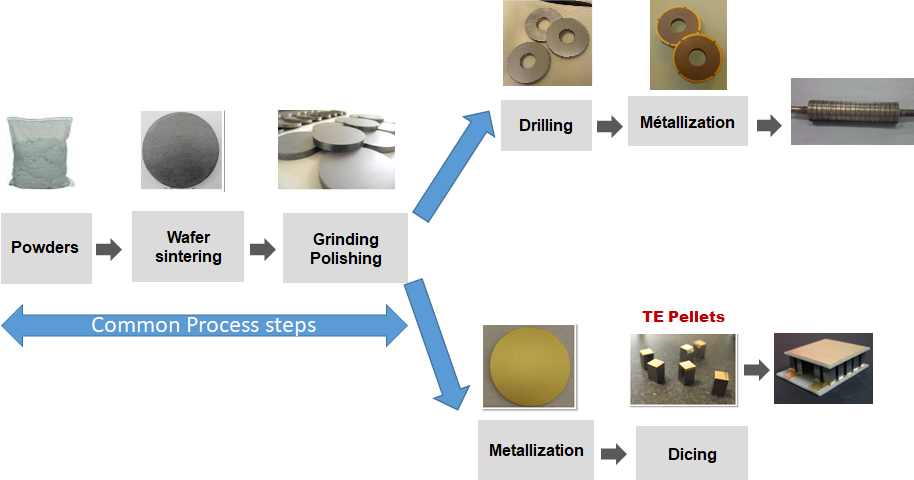 Powders
Wafer
sintering
Grinding
Polishing
Common Process steps
Drilling
Métallization
TE Pellets
Metallization
Dicing